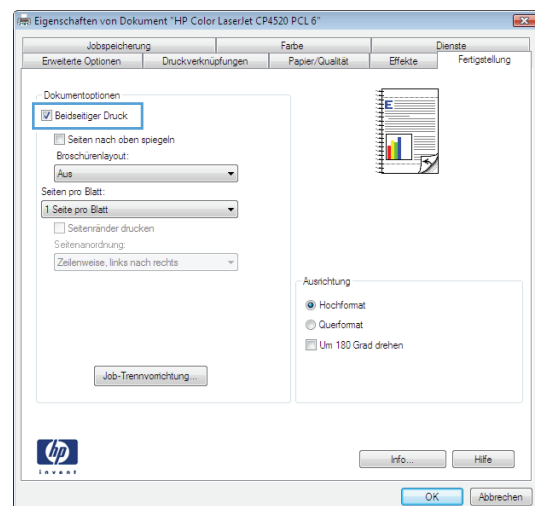 Eigenschaften von Dokument "HP Color LaserJet CP4520 PCL 6"
Jobspeicherung
Farbe
Dienste
Erweiterte Optionen
Druckverknüpfungen
Papier/Qualität
Effekte
Fertigstellung
Dokumentoptionen
Beidseitiger Druck
Seiten nach oben spiegeln
Broschürenlayout:
Aus
Seiten pro Blatt:
1 Seite pro Blatt
Seitenränder drucken
Seitenanordnung:
Zeilenweise, links nach rechts
Job-Trennvorrichtung...
E
Ausrichtung
Hochformat
Querformat
Um 180 Grad drehen
hp
invent
Info...
Hilfe
OK
Abbrechen